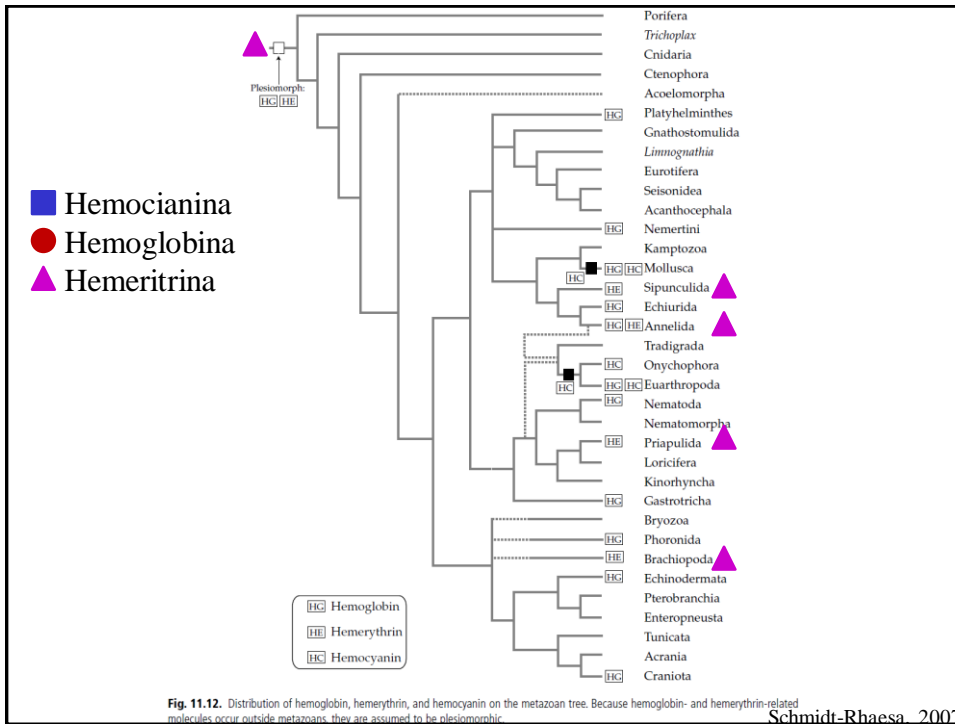 Porifera
Trichoplax
Cnidaria
Plesiomorph:
HG HE
Ctenophora
Acoelomorpha
HG Platyhelminthes
Gnathostomulida
Limnognathia
Eurotifera
Seisonidea
Acanthocephala
Hemocianina
Hemoglobina
Hemeritrina
HG Nemertini
Kamptozoa
HC
HG HC Mollusca
HE Sipunculida
HG Echiurida
HG HE Annelida
Tradigrada
HC Onychophora
HC
HG HC Euarthropoda
HG Nematoda
Nematomorpha
HE Priapulida
Loricifera
Kinorhyncha
HG Gastrotricha
Bryozoa
HG Phoronida
HE Brachiopoda
HG Echinodermata
Pterobranchia
Enteropneusta
Tunicata
Acrania
HG Craniota
HG Hemoglobin
HE Hemerythrin
HC Hemocyanin
Fig. 11.12. Distribution of hemoglobin, hemerythrin, and hemocyanin on the metazoan tree. Because hemoglobin- and hemerythrin-related
molecules occur outside metazoans, they are assumed to be plesiomorphic.
Schmidt-Rhaesa, 2007